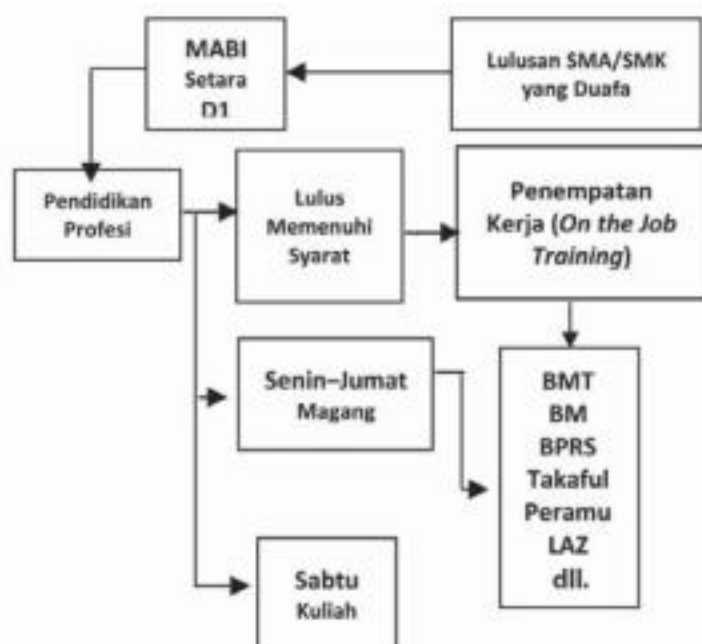 MABI
Setara
D1
Lulusan SMA/SMK
yang Duafa
Pendidikan
Profesi
Lulus
Memenuhi
Syarat
Penempatan
Kerja (On the Job
Training)
Senin–Jumat
Magang
BMT
BM
BPRS
Takaful
Peramu
LAZ
dll.
Sabtu
Kuliah